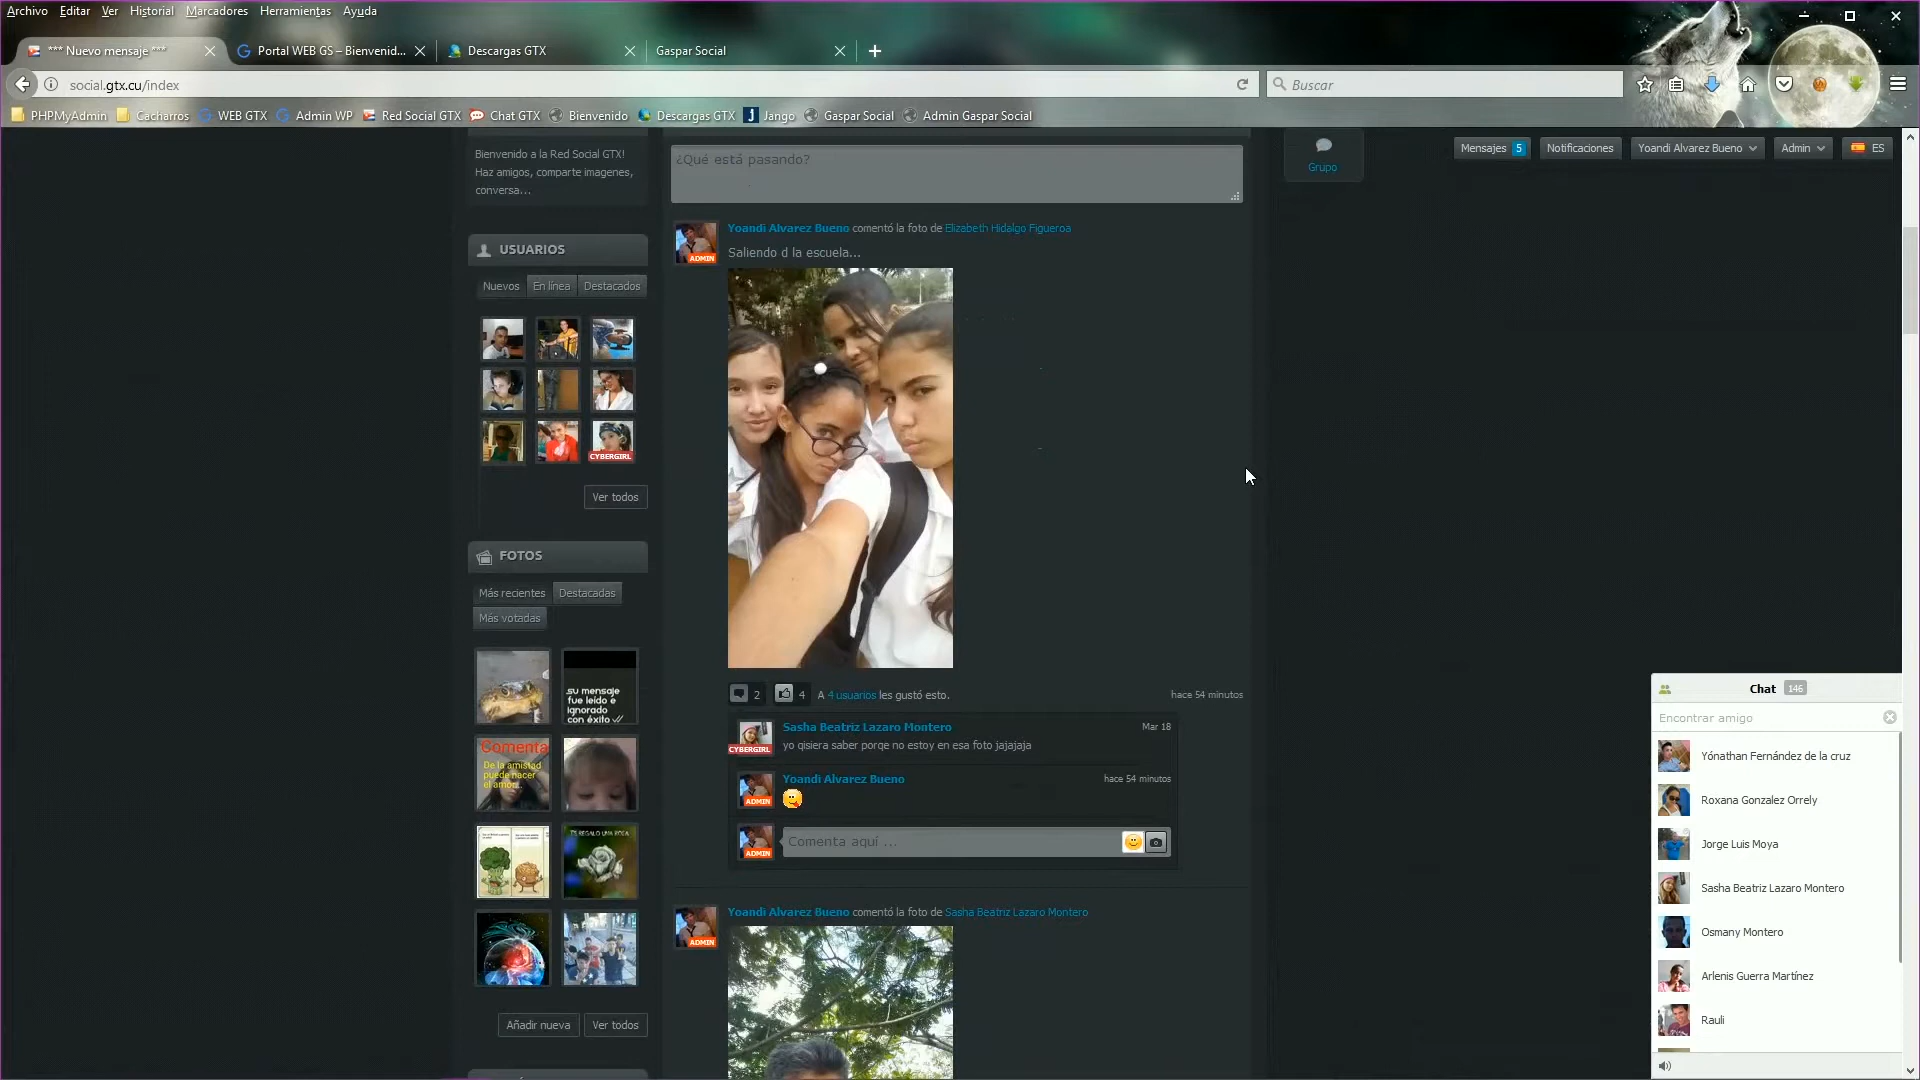 Archivo Editar Ver Historial Marcadores Herramientas Ayuda
*** Nuevo mensaje *** Portal WEB GS – Bienvenid... Descargas GTX Gaspar Social
social.gtx.cu/index Buscar
PHPMyAdmin Cacharros WEB GTX Admin WP Red Social GTX Chat GTX Bienvenido Descargas GTX Jango Gaspar Social Admin Gaspar Social
Mensajes 5 Notificaciones Yoandi Alvarez Bueno Admin ES
Bienvenido a la Red Social GTX!
Haz amigos, comparte imagenes,
conversa...
USUARIOS
Nuevos En línea Destacados
CYBERGIRL
Ver todos
FOTOS
Más recientes Destacadas
Más votadas
su mensaje
fue leído e
ignorado
con éxito
Comenta
De la amistad
puede nacer
el amor...
TE REGALO UNA ROSA
Añadir nueva Ver todos
¿Qué está pasando?
Grupo
Yoandi Alvarez Bueno comentó la foto de Elizabeth Hidalgo Figueroa
ADMIN
Saliendo d la escuela...
2 4 A 4 usuarios les gustó esto. hace 54 minutos
Sasha Beatriz Lazaro Montero Mar 18
CYBERGIRL
yo qisiera saber porqe no estoy en esa foto jajajaja
Yoandi Alvarez Bueno hace 54 minutos
ADMIN
Comenta aquí ...
ADMIN
Yoandi Alvarez Bueno comentó la foto de Sasha Beatriz Lazaro Montero
ADMIN
Chat 146
Encontrar amigo
Yónathan Fernández de la cruz
Roxana Gonzalez Orrely
Jorge Luis Moya
Sasha Beatriz Lazaro Montero
Osmany Montero
Arlenis Guerra Martínez
Rauli